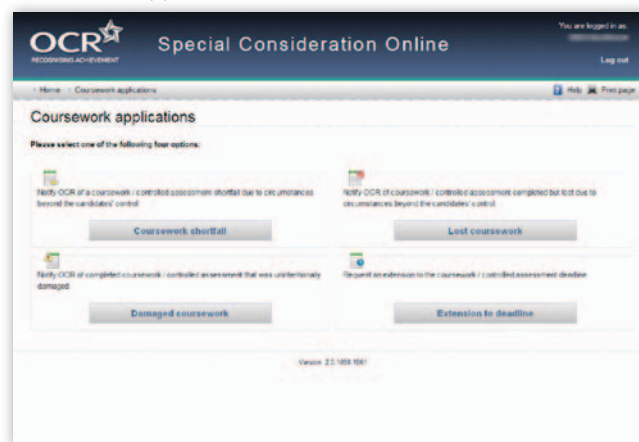 You are logged in as:
OCR
RECOGNISING ACHIEVEMENT
Special Consideration Online
Log out
Home
Coursework applications
Help
Print page
Coursework applications
Please select one of the following four options:
Notify OCR of a coursework / controlled assessment shortfall due to circumstances
beyond the candidates' control
Coursework shortfall
Notify OCR of coursework / controlled assessment completed but lost due to
circumstances beyond the candidates' control
Lost coursework
Notify OCR of completed coursework / controlled assessment that was unintentionally
damaged
Damaged coursework
Request an extension to the coursework / controlled assessment deadline
Extension to deadline
Version